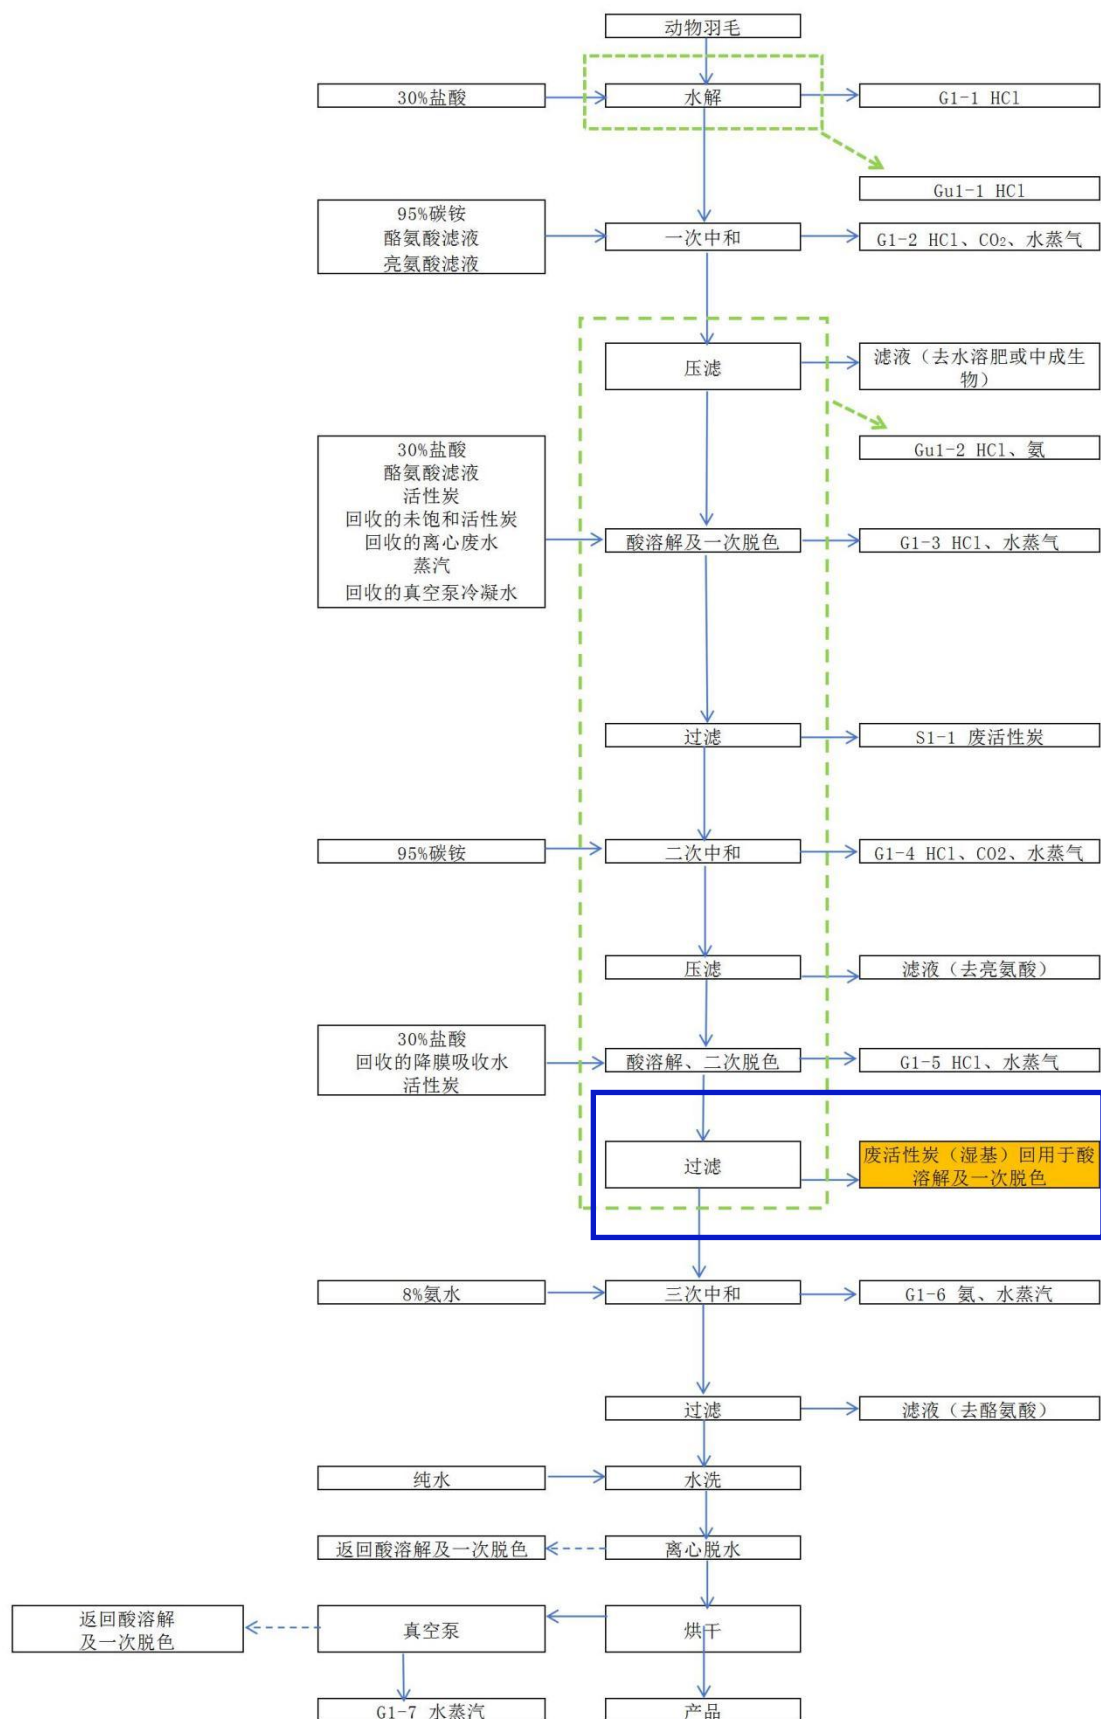 动物羽毛
30%盐酸
水解
G1-1 HCl
Gu1-1 HCl
95%碳铵
酪氨酸滤液
亮氨酸滤液
一次中和
G1-2 HCl、CO₂、水蒸气
压滤
滤液（去水溶肥或中成生
物）
Gu1-2 HCl、氨
30%盐酸
酪氨酸滤液
活性炭
回收的未饱和活性炭
回收的离心废水
蒸汽
回收的真空泵冷凝水
酸溶解及一次脱色
G1-3 HCl、水蒸气
过滤
S1-1 废活性炭
95%碳铵
二次中和
G1-4 HCl、CO2、水蒸气
压滤
滤液（去亮氨酸）
30%盐酸
回收的降膜吸收水
活性炭
酸溶解、二次脱色
G1-5 HCl、水蒸气
过滤
废活性炭（湿基）回用于酸
溶解及一次脱色
8%氨水
三次中和
G1-6 氨、水蒸汽
过滤
滤液（去酪氨酸）
纯水
水洗
返回酸溶解及一次脱色
离心脱水
返回酸溶解
及一次脱色
真空泵
烘干
G1-7 水蒸汽
产品